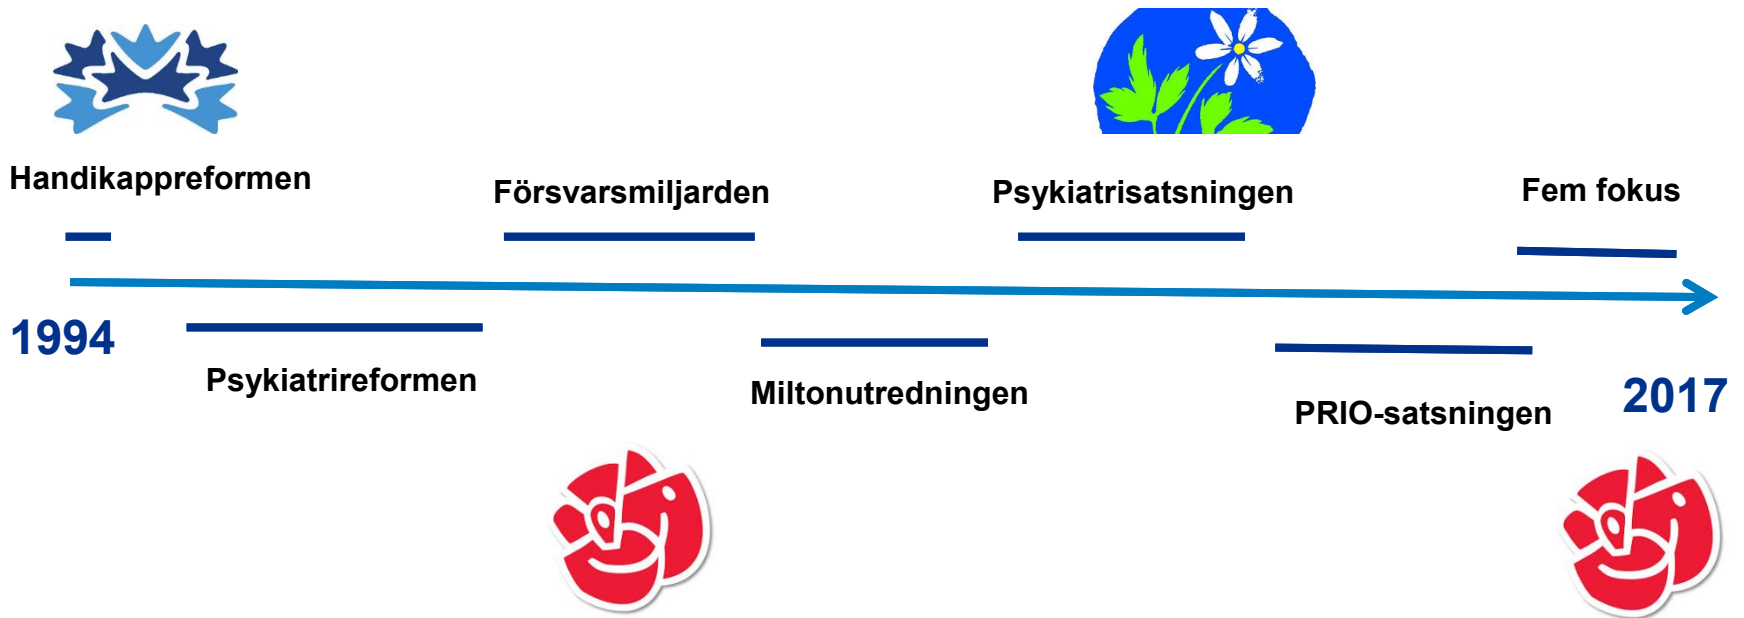 Handikappreformen
Försvarsmiljarden
Psykiatrisatsningen
Fem fokus
1994
Psykiatrireformen
Miltonutredningen
PRIO-satsningen
2017